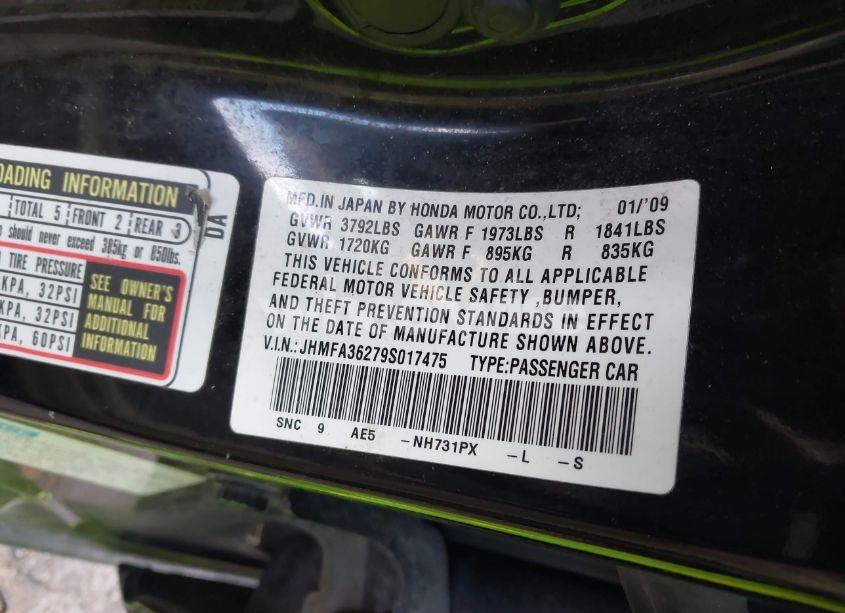 OADING INFORMATION
TOTAL 5 FRONT 2 REAR 3
should never exceed 385kg or 850lbs.
TIRE PRESSURE
KPA, 32PSI
KPA, 32PSI
KPA, 60PSI
SEE OWNER'S
MANUAL FOR
ADDITIONAL
INFORMATION
DA
MFD.IN JAPAN BY HONDA MOTOR CO.,LTD; 01/'09
GVWR 3792LBS GAWR F 1973LBS R 1841LBS
GVWR 1720KG GAWR F 895KG R 835KG
THIS VEHICLE CONFORMS TO ALL APPLICABLE
FEDERAL MOTOR VEHICLE SAFETY ,BUMPER,
AND THEFT PREVENTION STANDARDS IN EFFECT
ON THE DATE OF MANUFACTURE SHOWN ABOVE.
V.I.N.: JHMFA36279S017475 TYPE:PASSENGER CAR
SNC 9 AE5 -NH731PX -L -S